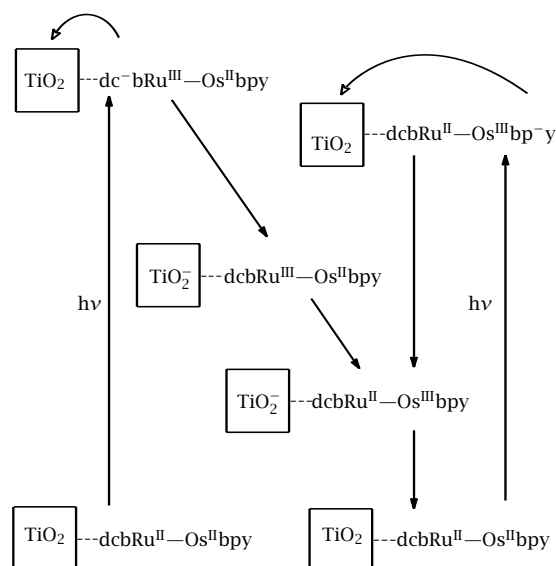 TiO₂ ---dc⁻bRuᴵᴵᴵ—Osᴵᴵbpy
TiO₂ ---dcbRuᴵᴵ—Osᴵᴵᴵbp⁻y
TiO₂⁻ ---dcbRuᴵᴵᴵ—Osᴵᴵbpy
hν
hν
TiO₂⁻ ---dcbRuᴵᴵ—Osᴵᴵᴵbpy
TiO₂ ---dcbRuᴵᴵ—Osᴵᴵbpy
TiO₂ ---dcbRuᴵᴵ—Osᴵᴵbpy